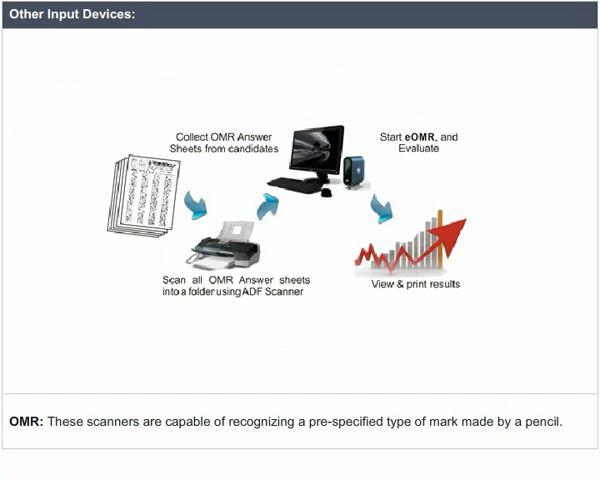 Other Input Devices:
Collect OMR Answer
Sheets from candidates
Start eOMR, and
Evaluate
Scan all OMR Answer sheets
into a folder using ADF Scanner
View & print results
OMR: These scanners are capable of recognizing a pre-specified type of mark made by a pencil.